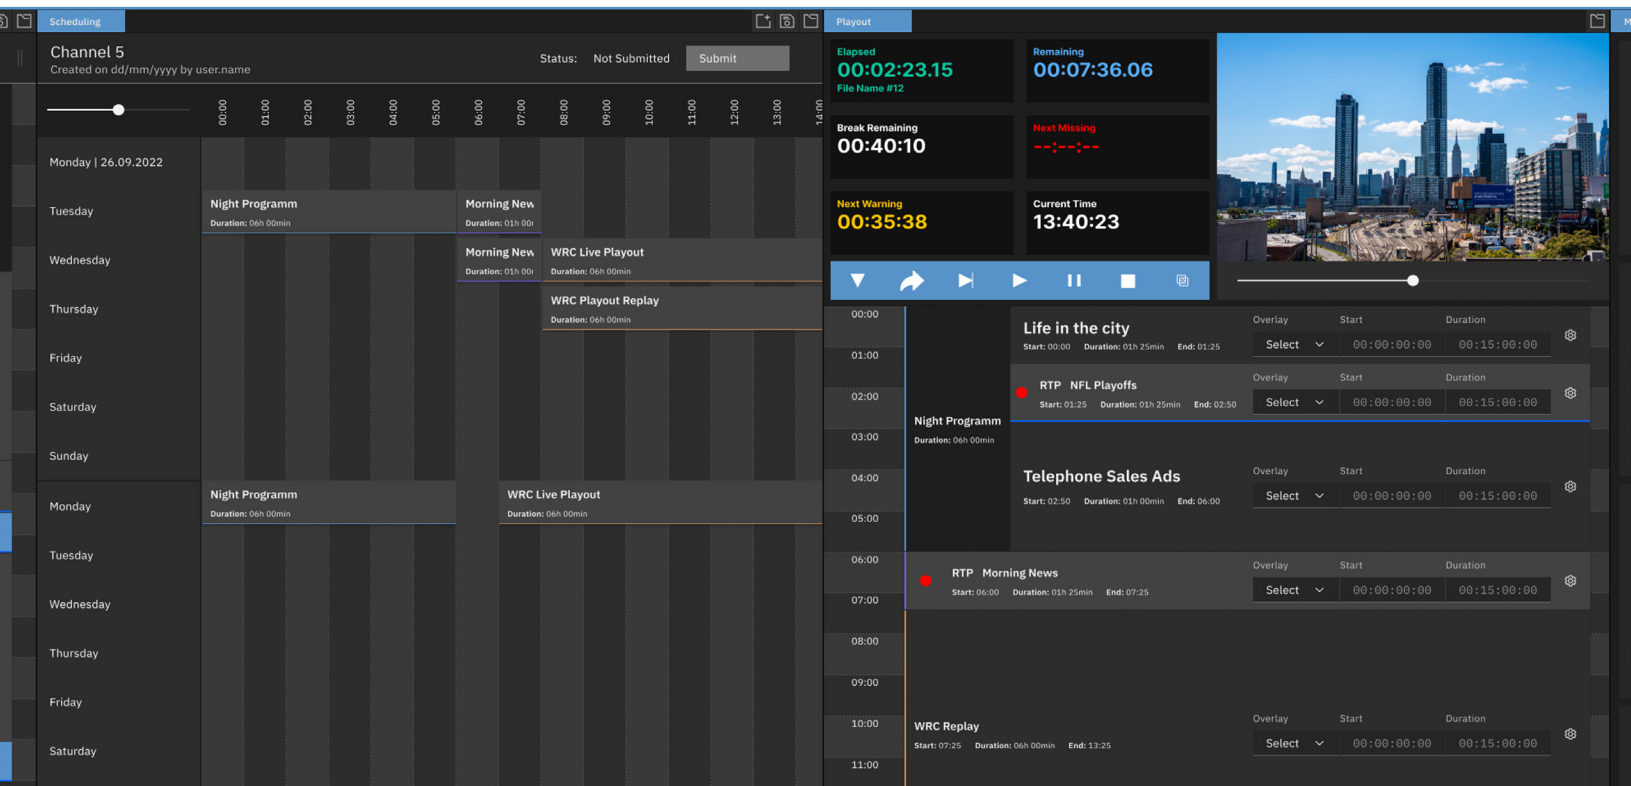 Scheduling
Channel 5
Created on dd/mm/yyyy by user.name
Status: Not Submitted Submit
00:00 01:00 02:00 03:00 04:00 05:00 06:00 07:00 08:00 09:00 10:00 11:00 12:00 13:00 14:00
Monday | 26.09.2022
Tuesday
Night Programm
Duration: 06h 00min
Morning New
Duration: 01h 00
Wednesday
Morning New
Duration: 01h 00
WRC Live Playout
Duration: 06h 00min
Thursday
WRC Playout Replay
Duration: 06h 00min
Friday
Saturday
Sunday
Monday
Night Programm
Duration: 06h 00min
WRC Live Playout
Duration: 06h 00min
Tuesday
Wednesday
Thursday
Friday
Saturday
Playout
Elapsed
00:02:23.15
File Name #12
Remaining
00:07:36.06
Break Remaining
00:40:10
Next Missing
--:--:--
Next Warning
00:35:38
Current Time
13:40:23
00:00
01:00
02:00
03:00
04:00
05:00
06:00
07:00
08:00
09:00
10:00
11:00
Night Programm
Duration: 06h 00min
Life in the city
Start: 00:00 Duration: 01h 25min End: 01:25
Overlay Start Duration
Select 00:00:00:00 00:15:00:00
RTP NFL Playoffs
Start: 01:25 Duration: 01h 25min End: 02:50
Overlay Start Duration
Select 00:00:00:00 00:15:00:00
Telephone Sales Ads
Start: 02:50 Duration: 01h 00min End: 06:00
Overlay Start Duration
Select 00:00:00:00 00:15:00:00
RTP Morning News
Start: 06:00 Duration: 01h 25min End: 07:25
Overlay Start Duration
Select 00:00:00:00 00:15:00:00
WRC Replay
Start: 07:25 Duration: 06h 00min End: 13:25
Overlay Start Duration
Select 00:00:00:00 00:15:00:00
M